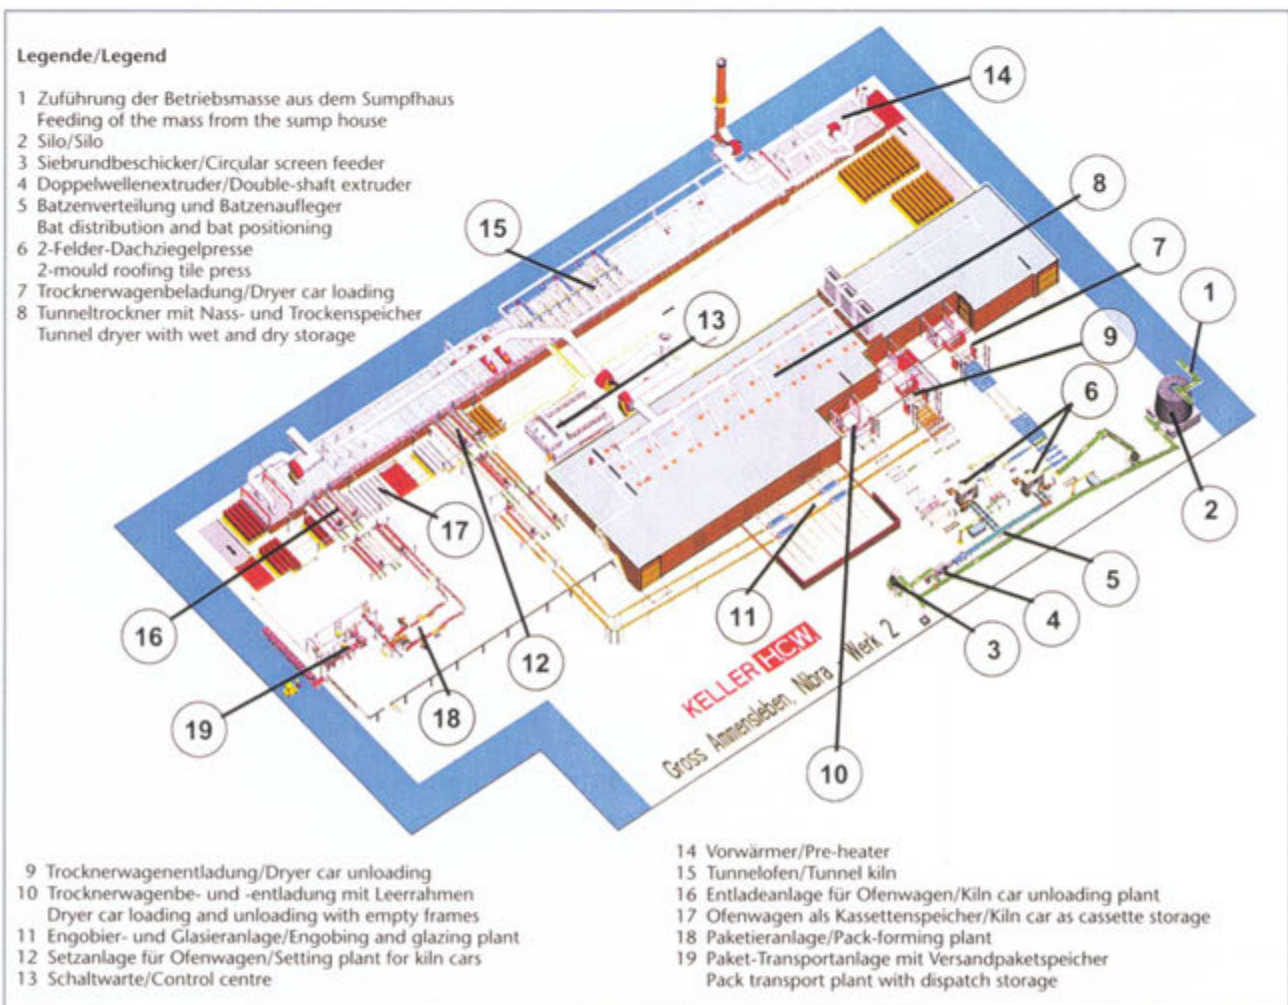 Legende/Legend
1 Zuführung der Betriebsmasse aus dem Sumpfhaus
Feeding of the mass from the sump house
2 Silo/Silo
3 Siebrundbeschicker/Circular screen feeder
4 Doppelwellenextruder/Double-shaft extruder
5 Batzenverteilung und Batzenaufleger
Bat distribution and bat positioning
6 2-Felder-Dachziegelpresse
2-mould roofing tile press
7 Trocknerwagenbeladung/Dryer car loading
8 Tunneltrockner mit Nass- und Trockenspeicher
Tunnel dryer with wet and dry storage
14
8
15
7
1
13
9
6
2
17
16
11
5
4
12
3
19
18
10
KELLER HCW
Gross Ammensleben, Nibra - Werk 2
9 Trocknerwagenentladung/Dryer car unloading
10 Trocknerwagenbe- und -entladung mit Leerrahmen
Dryer car loading and unloading with empty frames
11 Engobier- und Glasieranlage/Engobing and glazing plant
12 Setzanlage für Ofenwagen/Setting plant for kiln cars
13 Schaltwarte/Control centre
14 Vorwärmer/Pre-heater
15 Tunnelofen/Tunnel kiln
16 Entladeanlage für Ofenwagen/Kiln car unloading plant
17 Ofenwagen als Kassettenspeicher/Kiln car as cassette storage
18 Paketieranlage/Pack-forming plant
19 Paket-Transportanlage mit Versandpaketspeicher
Pack transport plant with dispatch storage